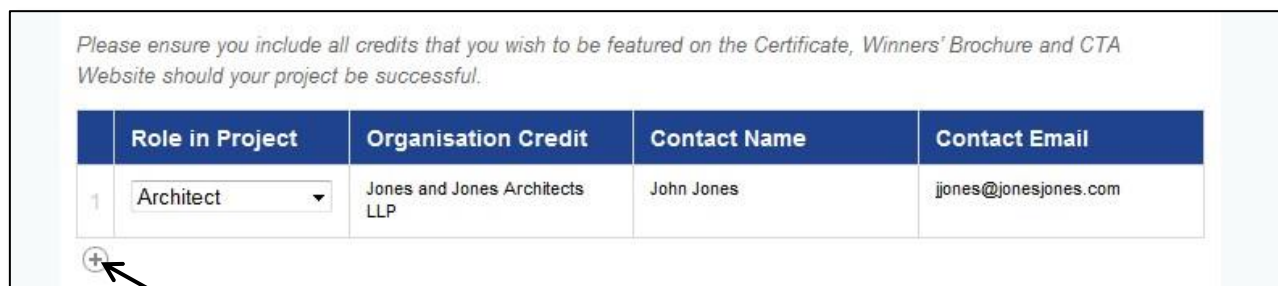 Please ensure you include all credits that you wish to be featured on the Certificate, Winners' Brochure and CTA
Website should your project be successful.
Role in Project Organisation Credit Contact Name Contact Email
1 Architect Jones and Jones Architects LLP John Jones jjones@jonesjones.com